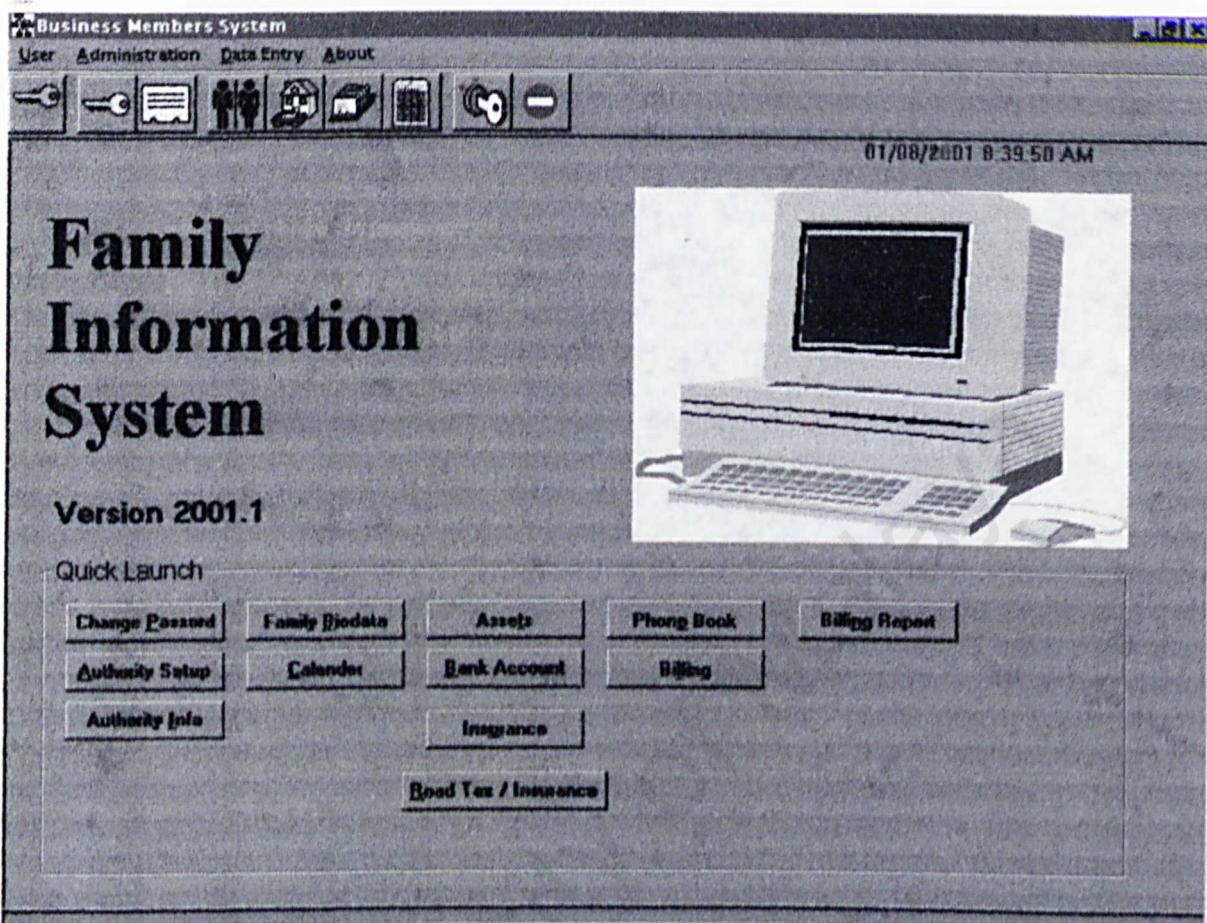 Business Members System
User Administration Data Entry About
01/08/2001 8:39:50 AM
Family
Information
System
Version 2001.1
Quick Launch
Change Passord Family Biodata Assets Phone Book Billing Report
Authority Setup Calender Bank Account Billing
Authority Info Insurance
Road Tax / Insurance